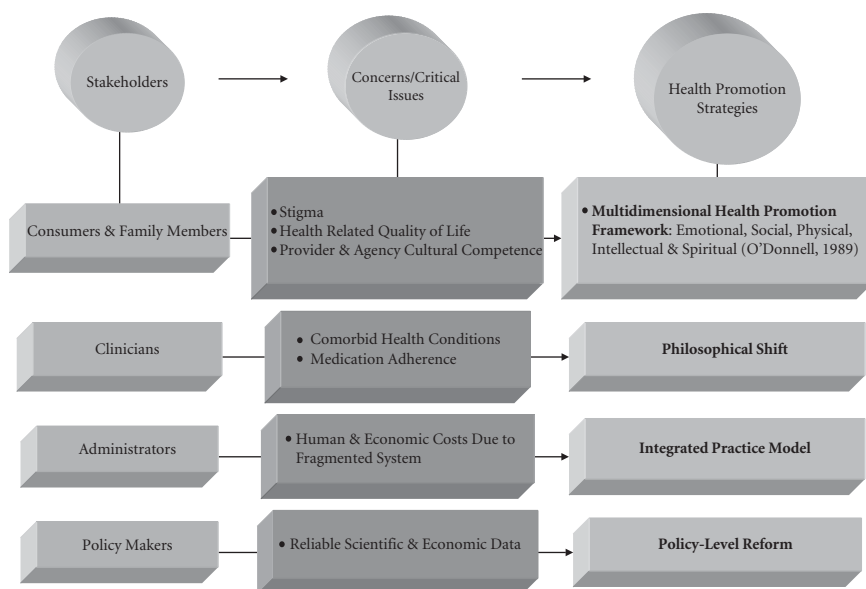 Stakeholders
Concerns/Critical
Issues
Health Promotion
Strategies
Consumers & Family Members
• Stigma
• Health Related Quality of Life
• Provider & Agency Cultural Competence
• Multidimensional Health Promotion
Framework: Emotional, Social, Physical,
Intellectual & Spiritual (O’Donnell, 1989)
Clinicians
• Comorbid Health Conditions
• Medication Adherence
Philosophical Shift
Administrators
• Human & Economic Costs Due to
Fragmented System
Integrated Practice Model
Policy Makers
• Reliable Scientific & Economic Data
Policy-Level Reform